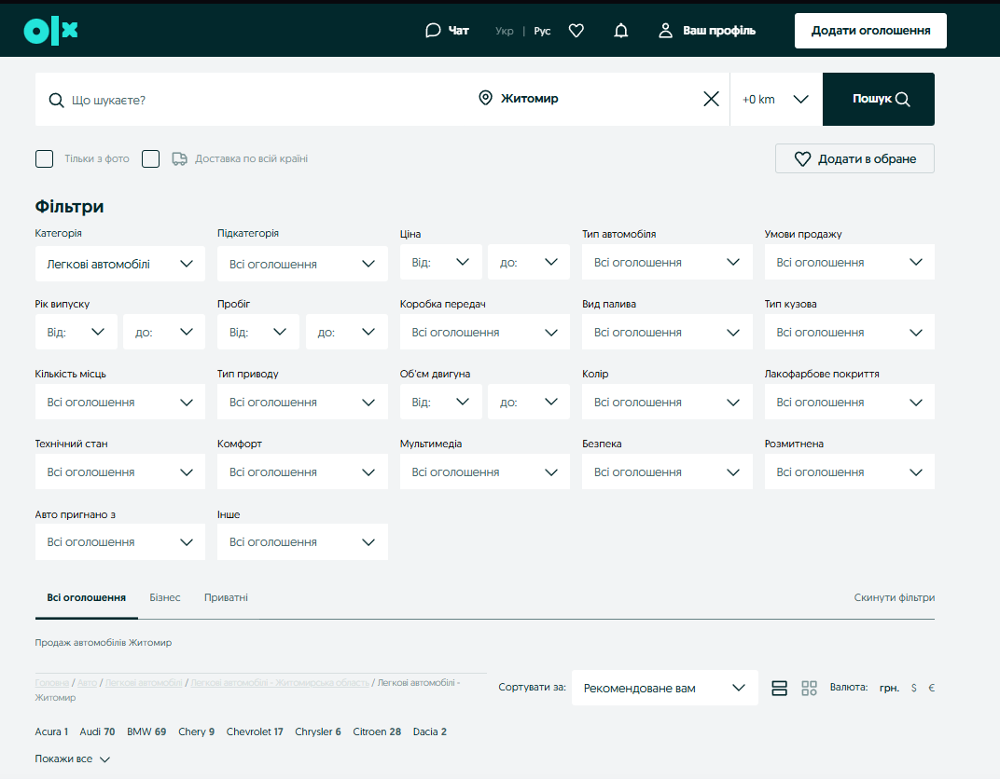 olx
Чат Укр | Рус Ваш профіль Додати оголошення
Що шукаєте? Житомир +0 km Пошук
Тільки з фото Доставка по всій країні Додати в обране
Фільтри
Категорія Підкатегорія Ціна Тип автомобіля Умови продажу
Легкові автомобілі Всі оголошення Від: до: Всі оголошення Всі оголошення
Рік випуску Пробіг Коробка передач Вид палива Тип кузова
Від: до: Від: до: Всі оголошення Всі оголошення Всі оголошення
Кількість місць Тип приводу Об'єм двигуна Колір Лакофарбове покриття
Всі оголошення Всі оголошення Від: до: Всі оголошення Всі оголошення
Технічний стан Комфорт Мультимедіа Безпека Розмитнена
Всі оголошення Всі оголошення Всі оголошення Всі оголошення Всі оголошення
Авто пригнано з Інше
Всі оголошення Всі оголошення
Всі оголошення Бізнес Приватні Скинути фільтри
Продаж автомобілів Житомир
Головна / Авто / Легкові автомобілі / Легкові автомобілі - Житомирська область / Легкові автомобілі -
Житомир
Сортувати за: Рекомендоване вам Валюта: грн. $ €
Acura 1 Audi 70 BMW 69 Chery 9 Chevrolet 17 Chrysler 6 Citroen 28 Dacia 2
Покажи все